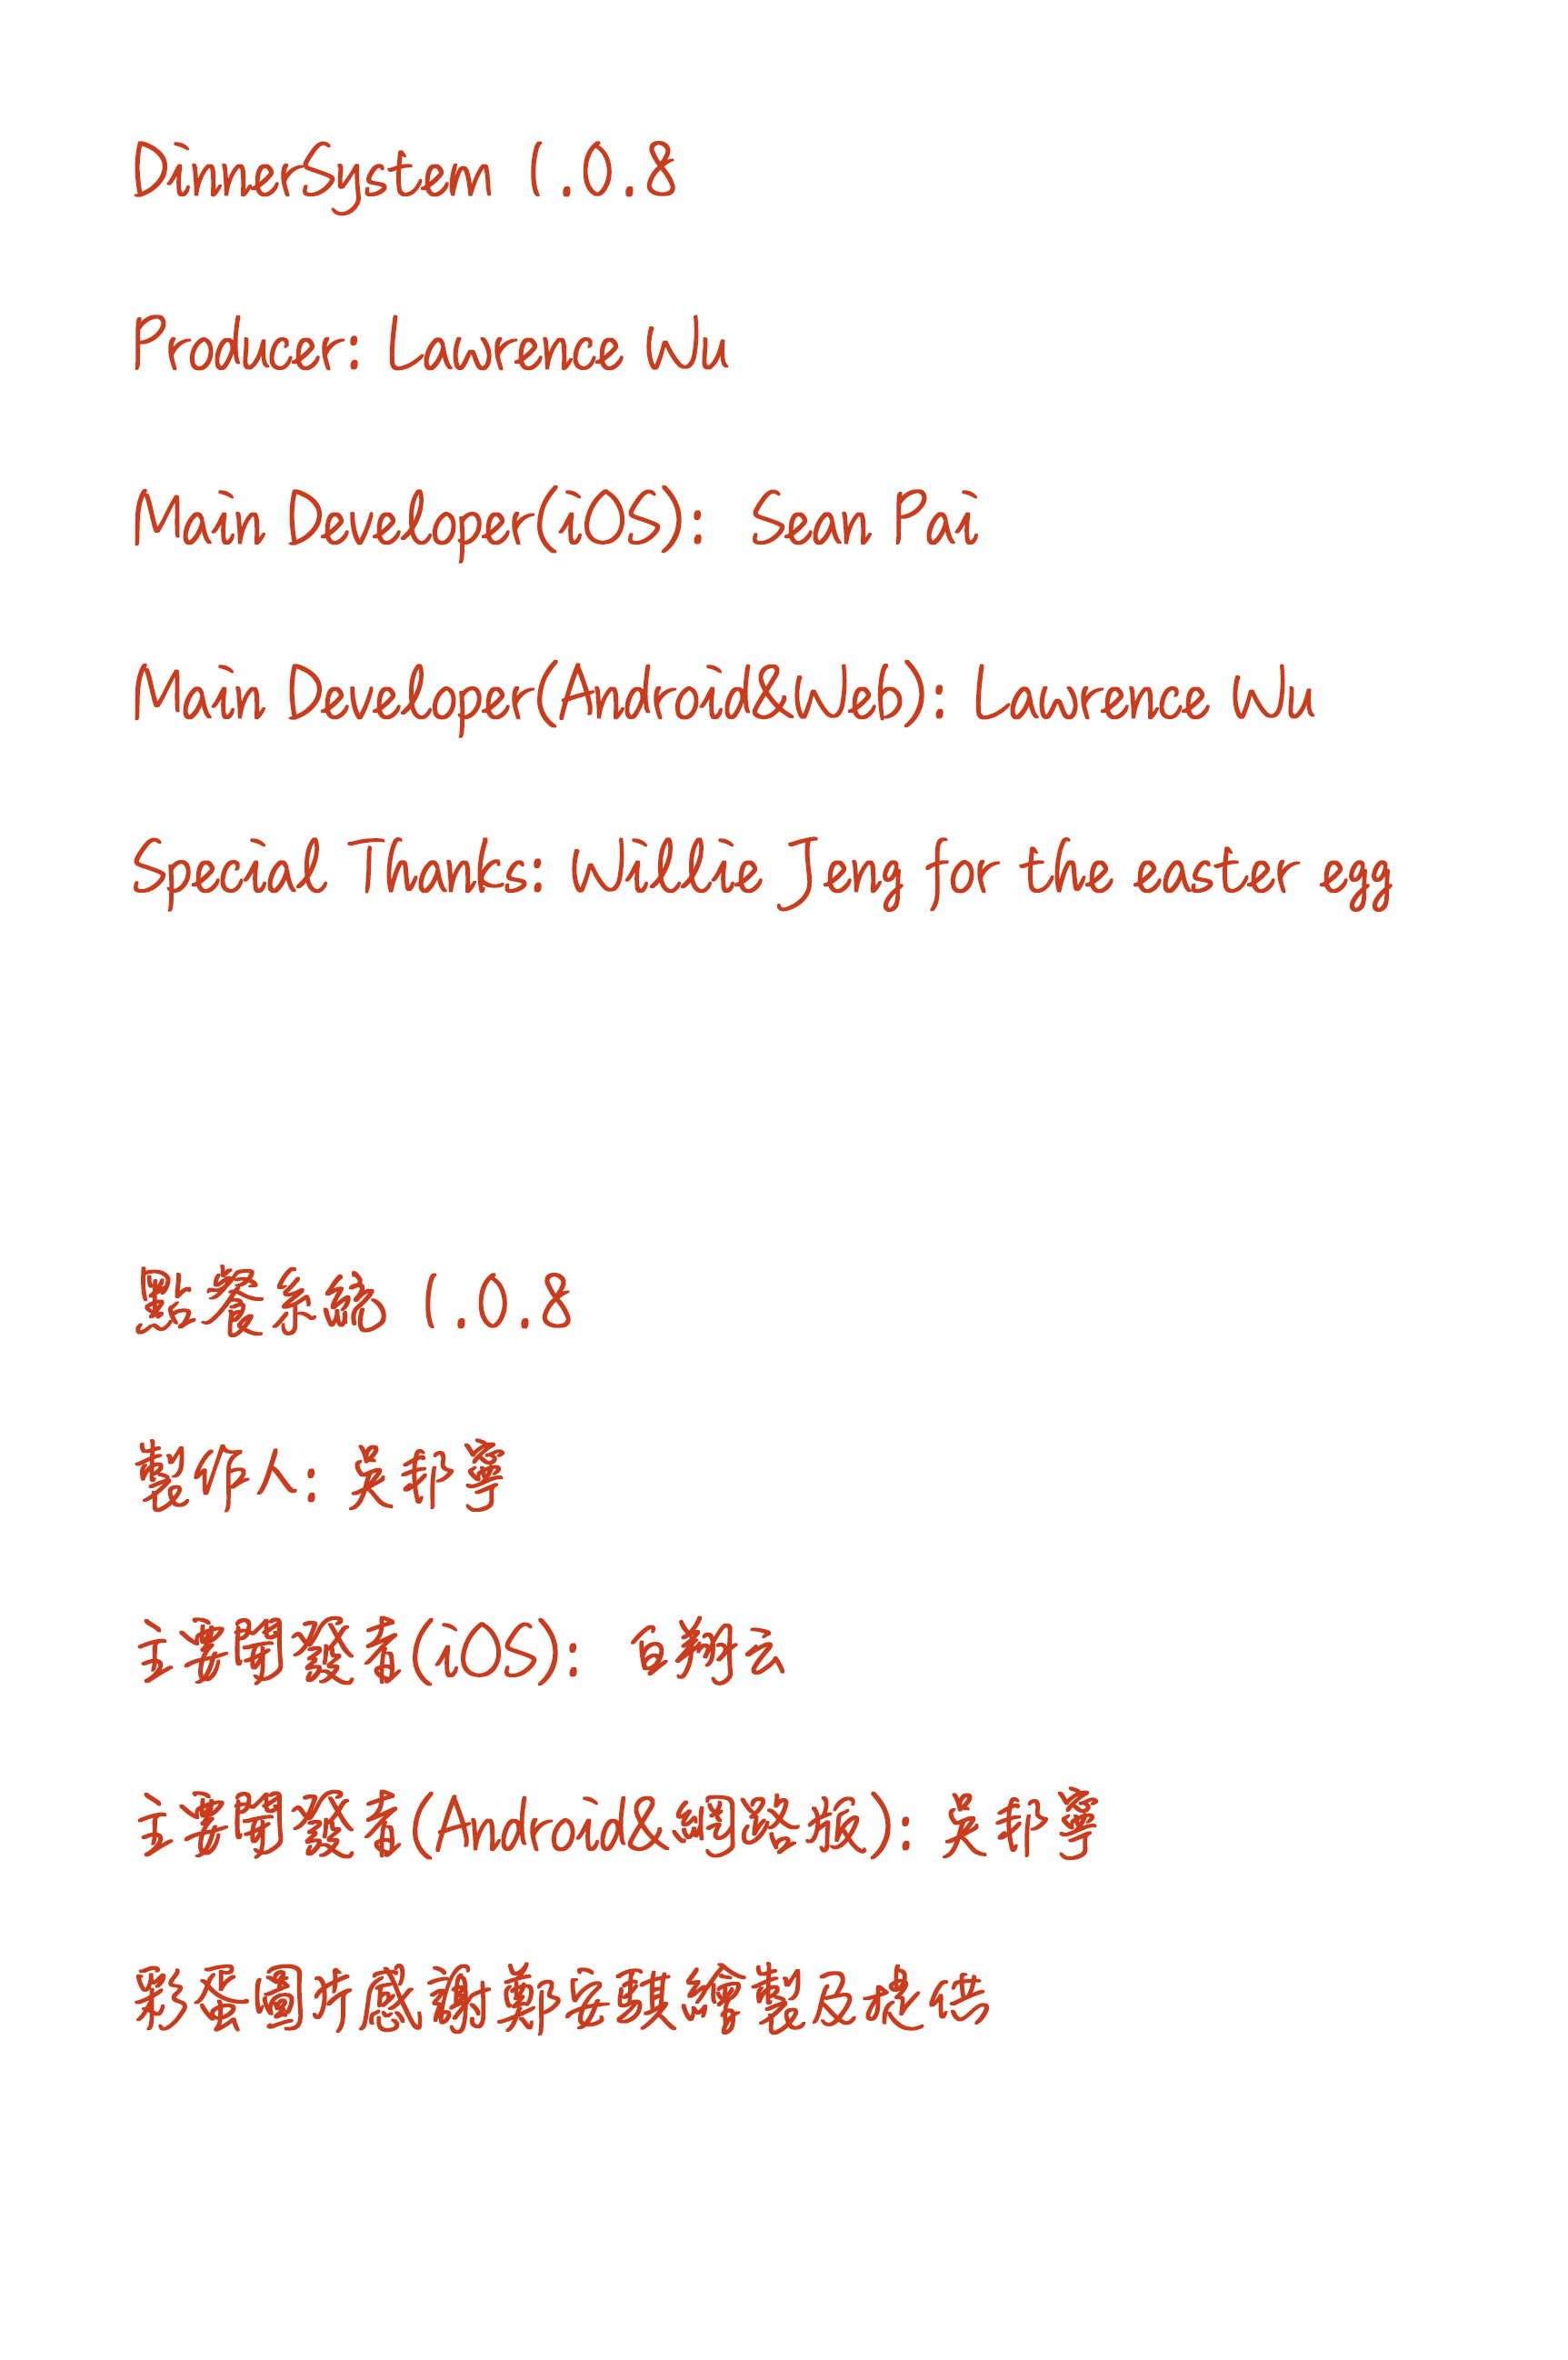 DinnerSystem 1.0.8
Producer: Lawrence Wu
Main Developer(iOS): Sean Pai
Main Developer(Android&Web): Lawrence Wu
Special Thanks: Willie Jeng for the easter egg
點餐系統 1.0.8
製作人: 吳邦寧
主要開發者(iOS): 白翔云
主要開發者(Android&網路版): 吳邦寧
彩蛋圖片感謝鄭安騏繪製及提供